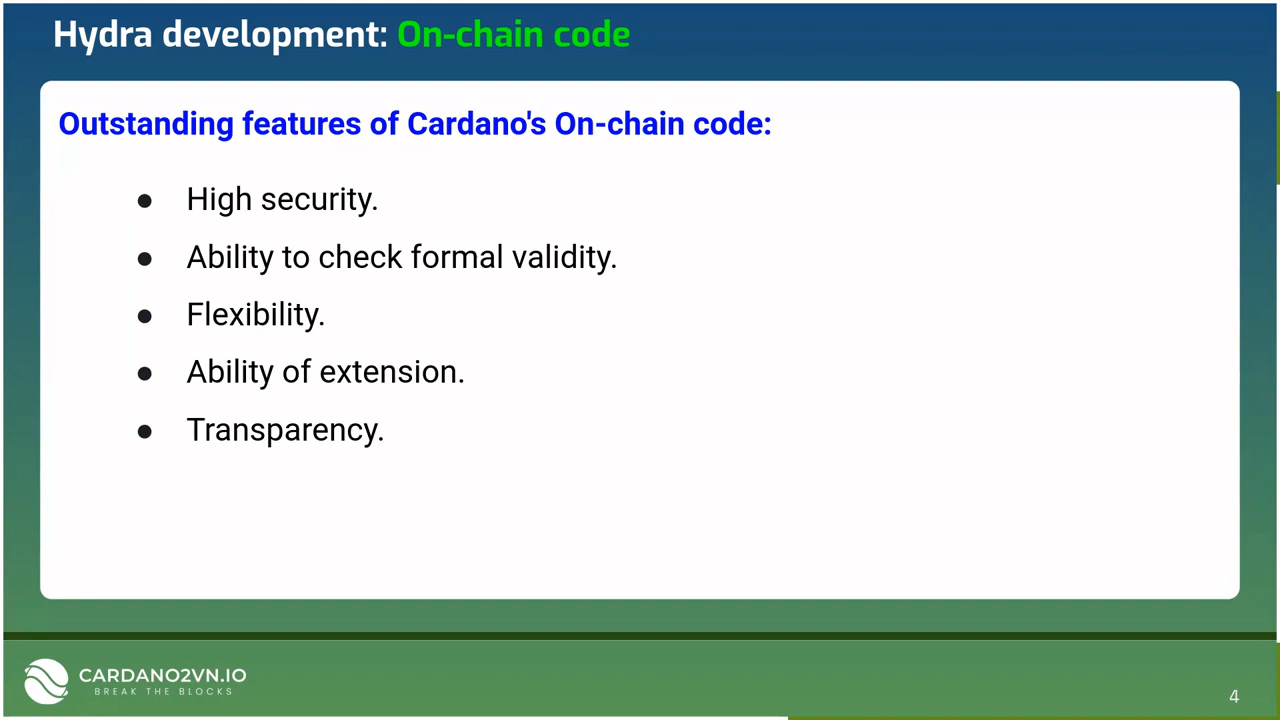 Hydra development: On-chain code
Outstanding features of Cardano's On-chain code:
● High security.
● Ability to check formal validity.
● Flexibility.
● Ability of extension.
● Transparency.
CARDANO2VN.IO
BREAK THE BLOCKS
4